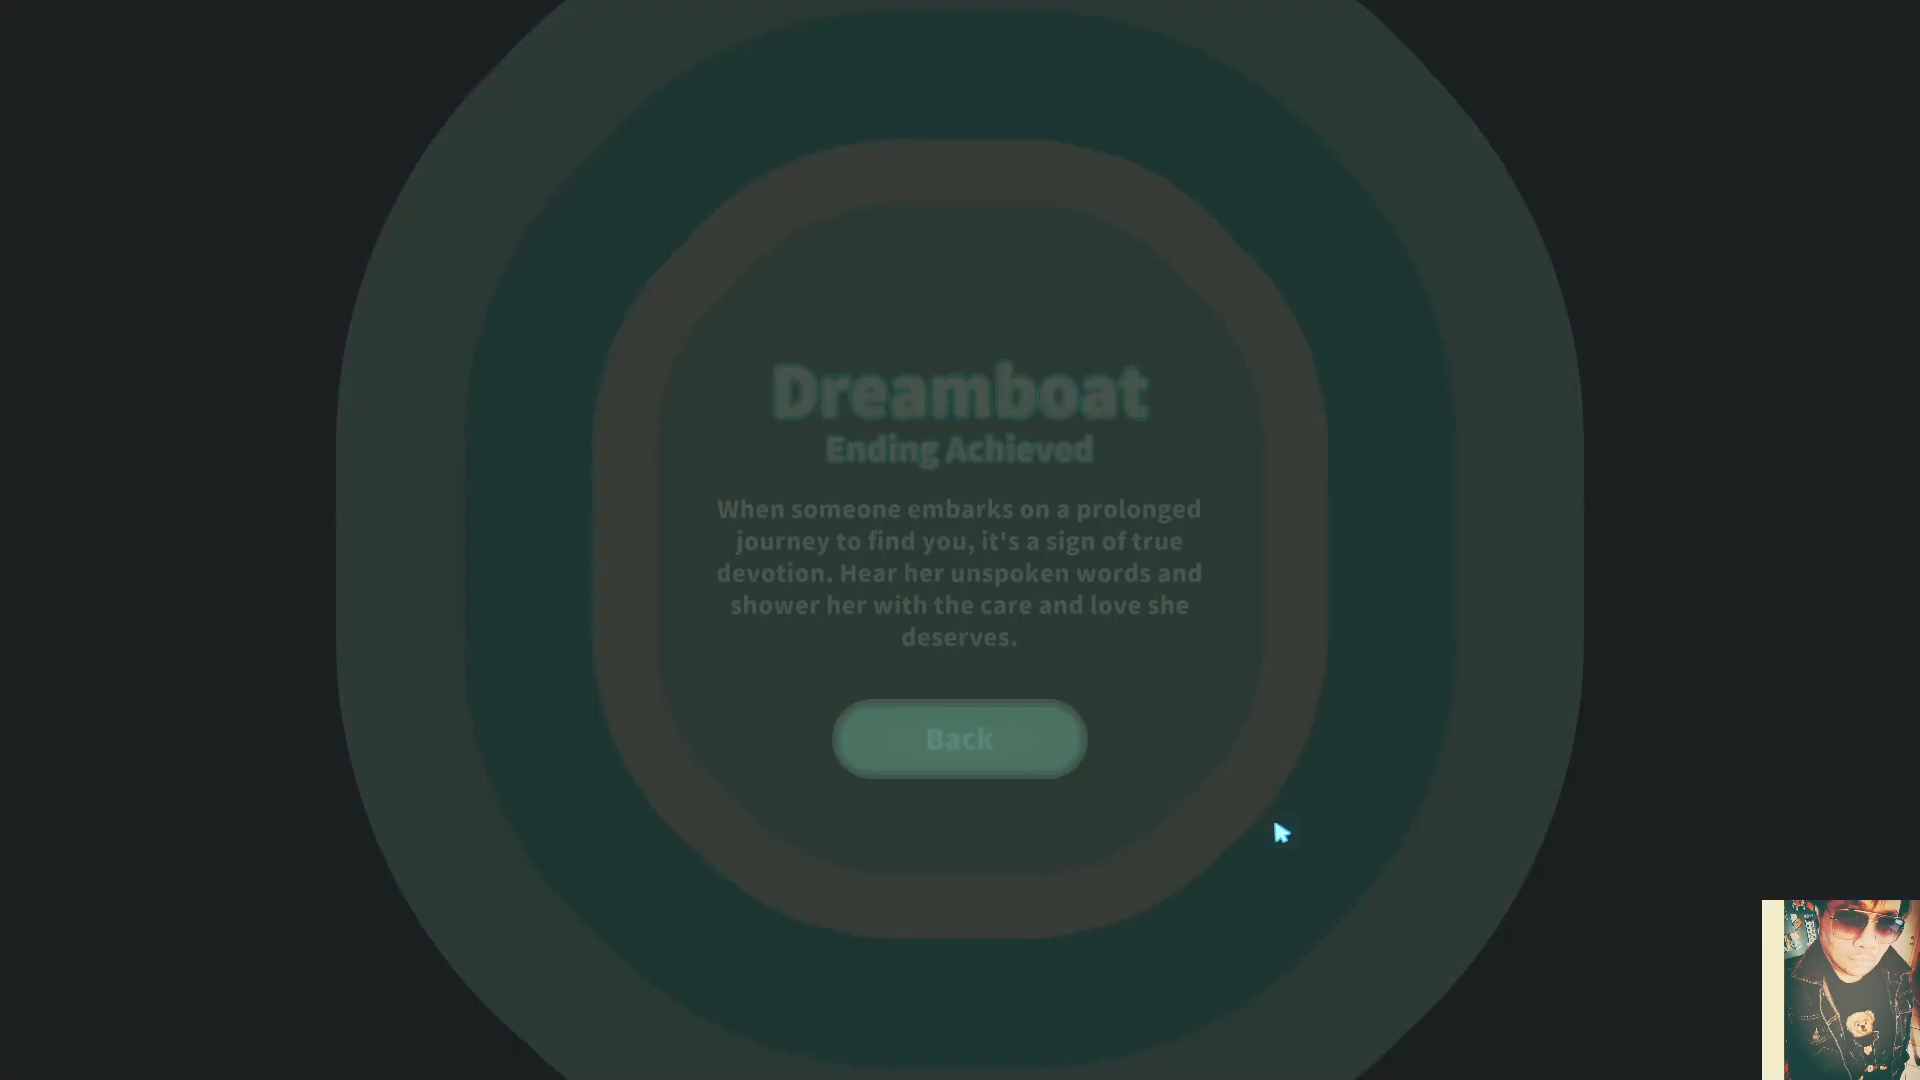 Dreamboat
Ending Achieved
When someone embarks on a prolonged
journey to find you, it's a sign of true
devotion. Hear her unspoken words and
shower her with the care and love she
deserves.
Back